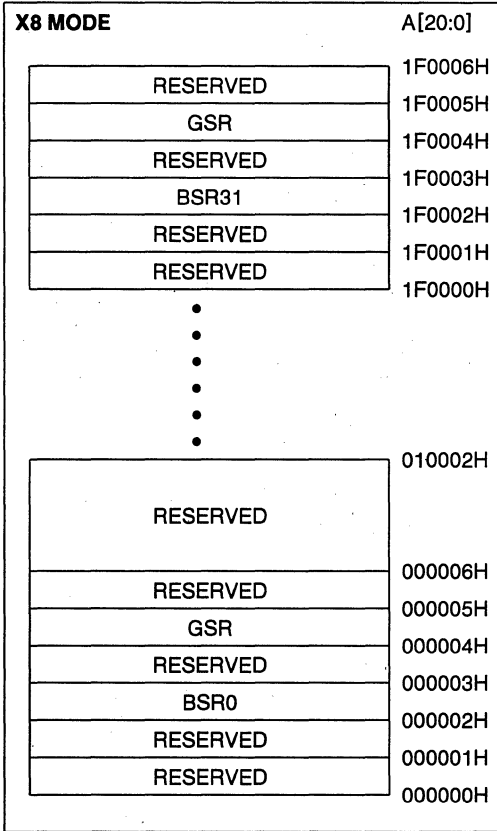 X8 MODE A[20:0]
1F0006H
RESERVED
1F0005H
GSR
1F0004H
RESERVED
1F0003H
BSR31
1F0002H
RESERVED
1F0001H
RESERVED
1F0000H
010002H
RESERVED
000006H
RESERVED
000005H
GSR
000004H
RESERVED
000003H
BSR0
000002H
RESERVED
000001H
RESERVED
000000H